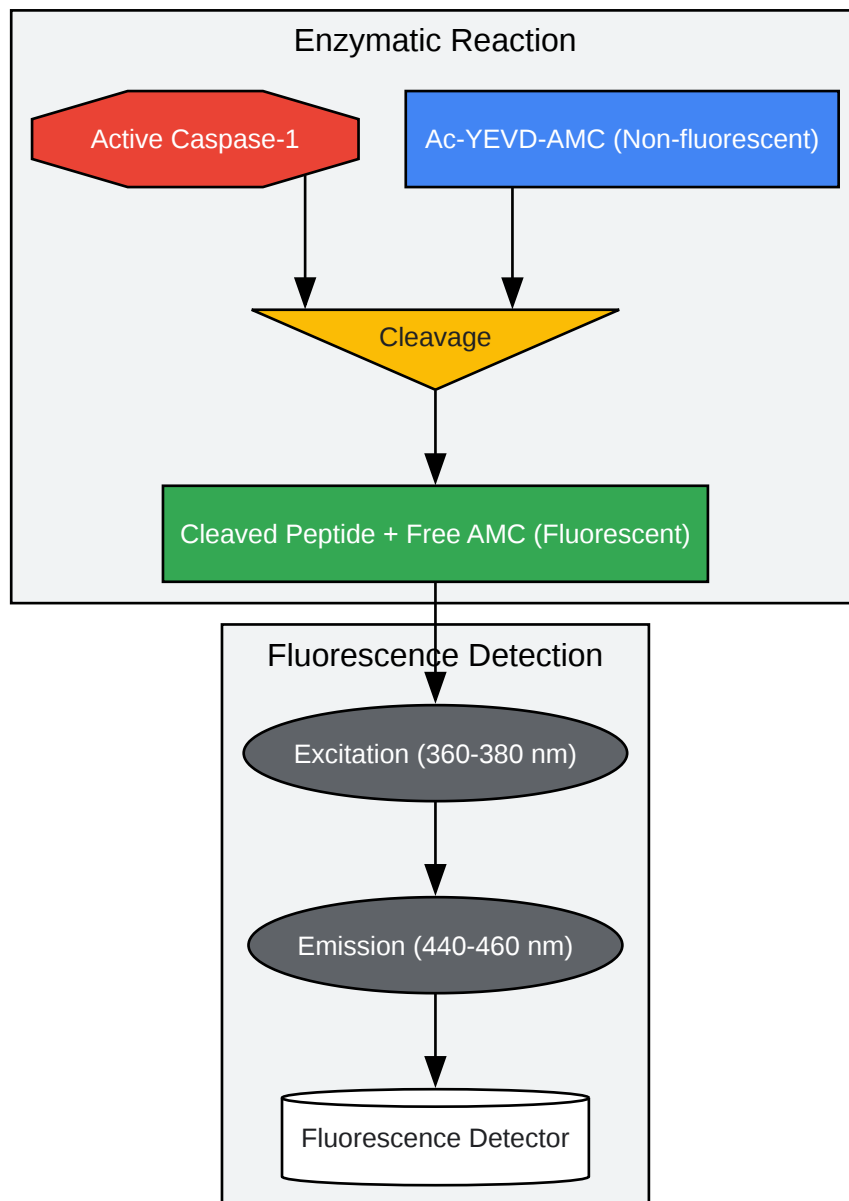 Enzymatic Reaction
Active Caspase-1
Ac-YEVD-AMC (Non-fluorescent)
Cleavage
Cleaved Peptide + Free AMC (Fluorescent)
Fluorescence Detection
Excitation (360-380 nm)
Emission (440-460 nm)
Fluorescence Detector